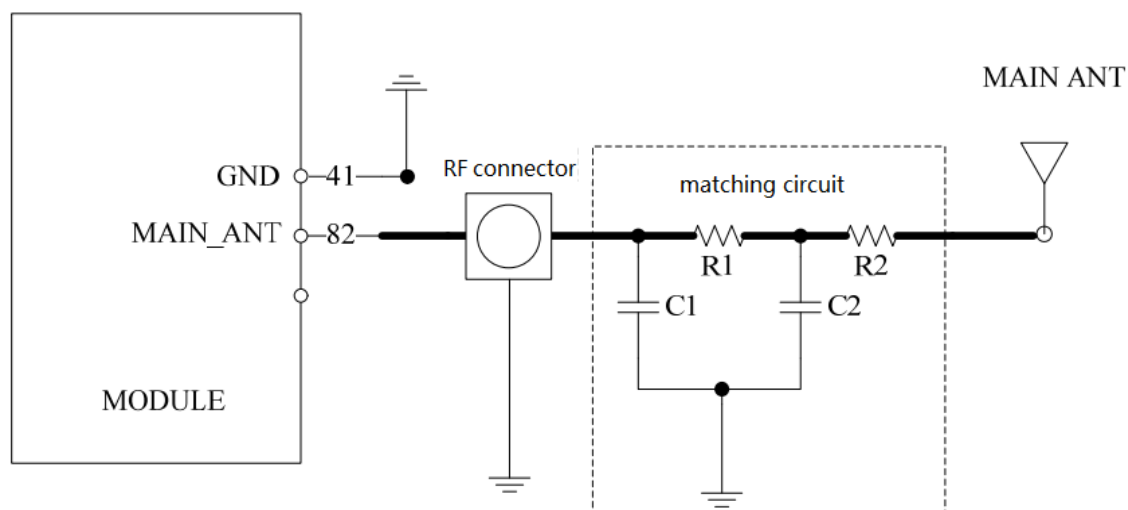 MAIN ANT
RF connector
matching circuit
GND
41
MAIN_ANT
82
R1
R2
C1
C2
MODULE